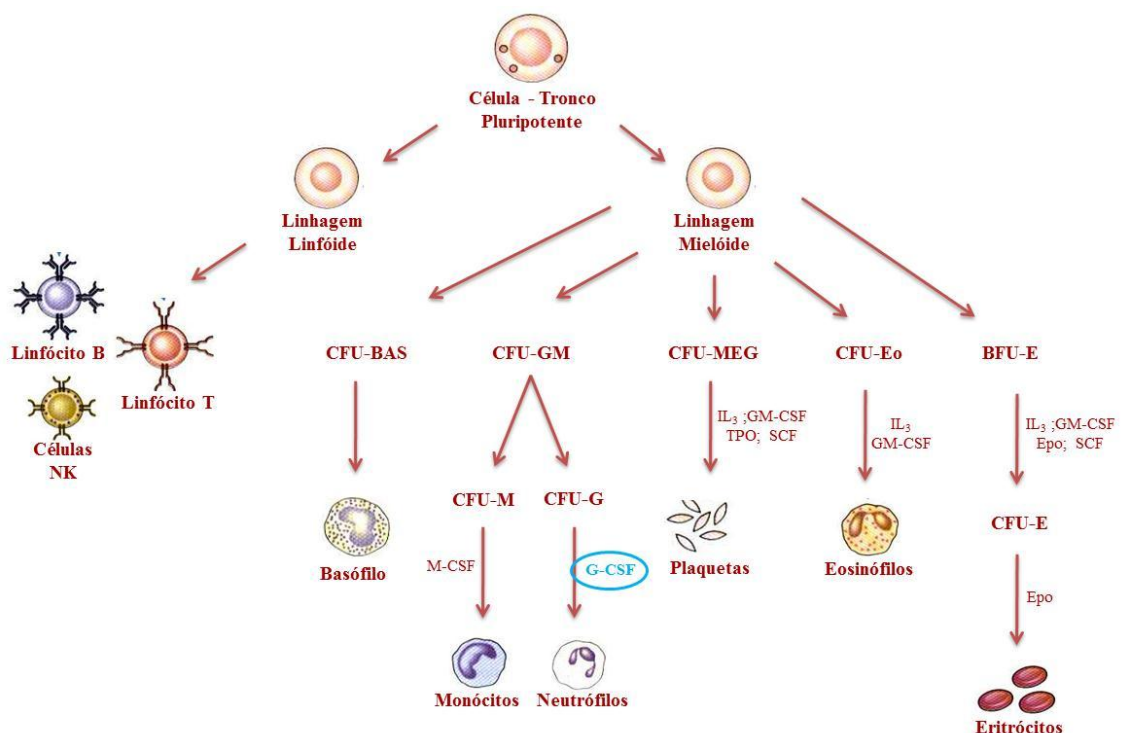 Célula - Tronco
Pluripotente
Linhagem
Linfóide
Linhagem
Mielóide
Linfócito B
Linfócito T
Células
NK
CFU-BAS
CFU-GM
CFU-MEG
CFU-Eo
BFU-E
IL3 ;GM-CSF
TPO; SCF
IL3
GM-CSF
IL3 ;GM-CSF
Epo; SCF
CFU-M
CFU-G
CFU-E
Basófilo
M-CSF
G-CSF
Plaquetas
Eosinófilos
Epo
Monócitos
Neutrófilos
Eritrócitos